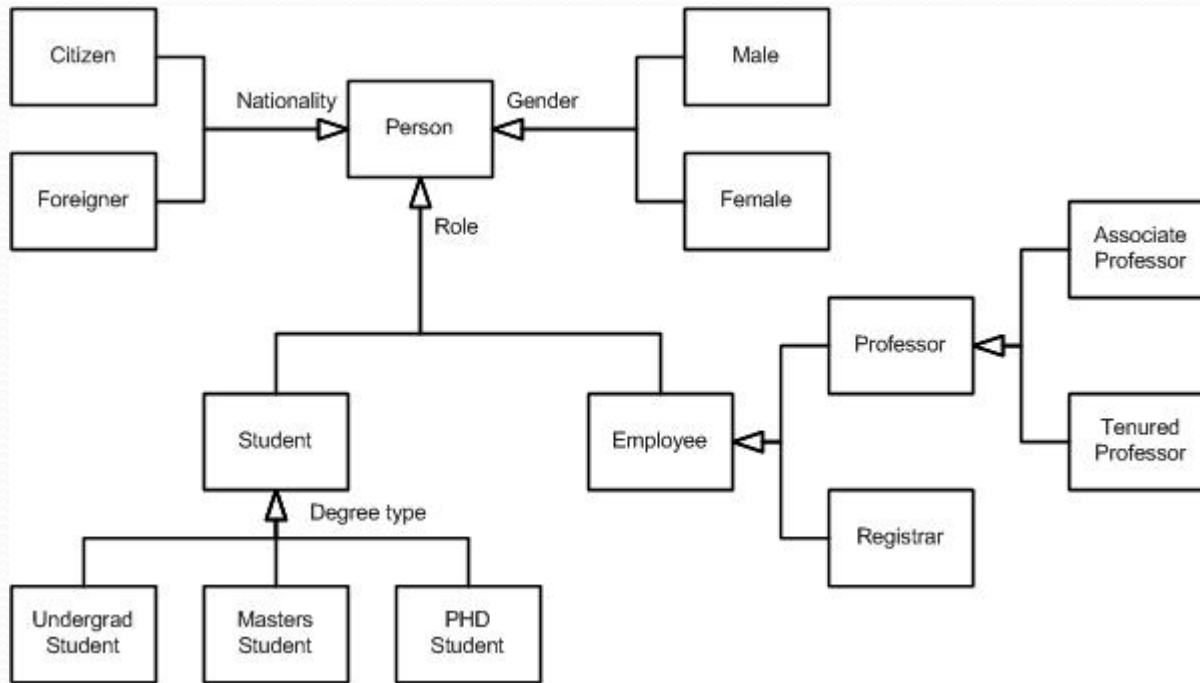 Citizen
Male
Nationality
Gender
Person
Foreigner
Female
Role
Associate
Professor
Professor
Student
Employee
Tenured
Professor
Degree type
Registrar
Undergrad
Student
Masters
Student
PHD
Student